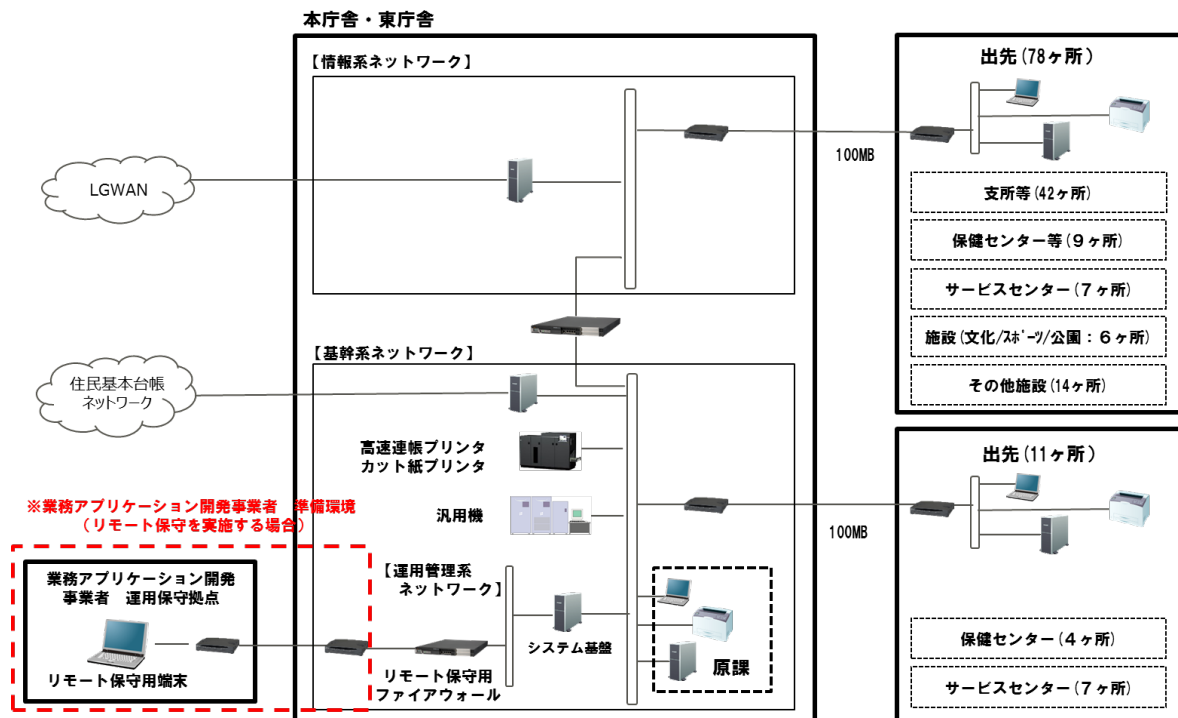 本庁舎・東庁舎
【情報系ネットワーク】
LGWAN
100MB
出先(78ヶ所)
支所等(42ヶ所)
保健センター等(９ヶ所)
サービスセンター(７ヶ所)
施設(文化/ｽﾎﾟｰﾂ/公園：６ヶ所)
その他施設(14ヶ所)
【基幹系ネットワーク】
住民基本台帳
ネットワーク
高速連帳プリンタ
カット紙プリンタ
汎用機
100MB
出先(11ヶ所)
保健センター(４ヶ所)
サービスセンター(７ヶ所)
※業務アプリケーション開発事業者　準備環境
（リモート保守を実施する場合）
業務アプリケーション開発
事業者　運用保守拠点
リモート保守用端末
【運用管理系
ネットワーク】
リモート保守用
ファイアウォール
システム基盤
原課